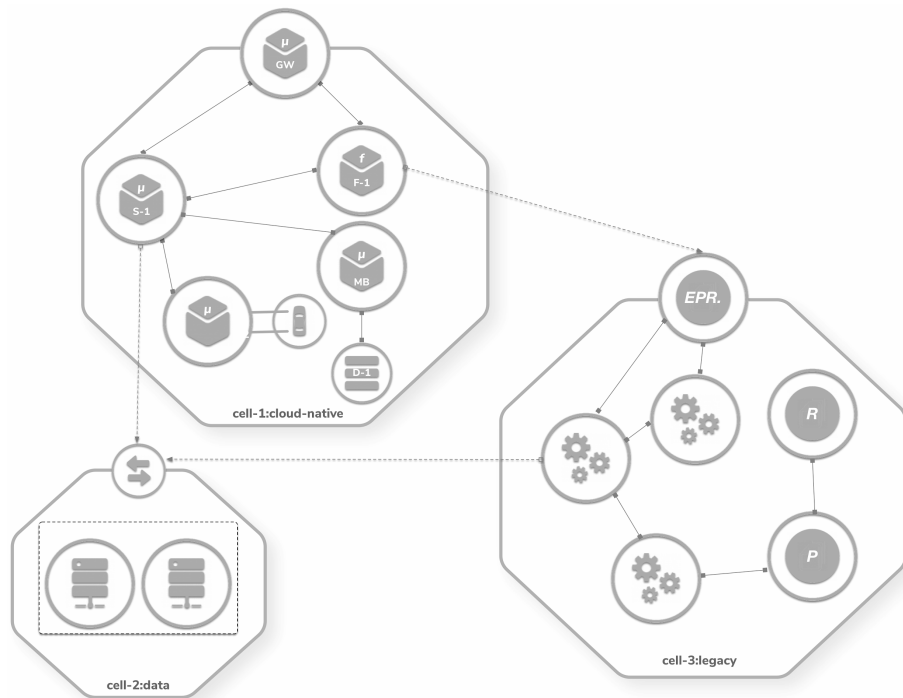 μ
GW
f
F-1
μ
S-1
μ
MB
μ
D-1
cell-1:cloud-native
EPR.
R
P
cell-3:legacy
cell-2:data